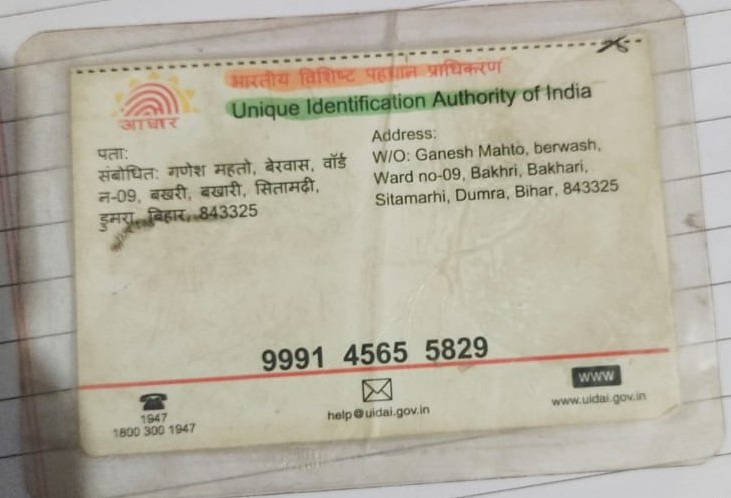 भारतीय विशिष्ट पहचान प्राधिकरण
Unique Identification Authority of India
आधार
पता:
संबोधित: गणेश महतो, बेरवास, वॉर्ड
न-09, बखरी, बखारी, सितामढ़ी,
डुमरा, बिहार, 843325
Address:
W/O: Ganesh Mahto, berwash,
Ward no-09, Bakhri, Bakhari,
Sitamarhi, Dumra, Bihar, 843325
9991 4565 5829
1947
1800 300 1947
help@uidai.gov.in
www
www.uidai.gov.in